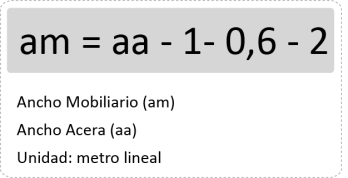 am = aa - 1- 0,6 - 2
Ancho Mobiliario (am)
Ancho Acera (aa)
Unidad: metro lineal